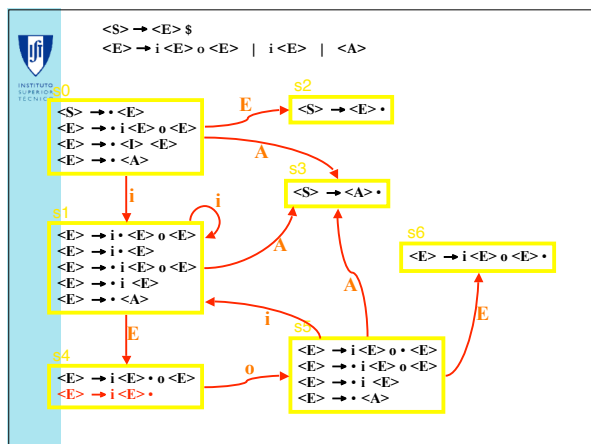 <S> → <E> $
<E> → i <E> o <E> | i <E> | <A>
INSTITUTO
SUPERIOR
TÉCNICO
s0
<S> → • <E>
<E> → • i <E> o <E>
<E> → • <I> <E>
<E> → • <A>
E
s2
<S> → <E> •
A
s3
<S> → <A> •
i
s1
<E> → i • <E> o <E>
<E> → i • <E>
<E> → • i <E> o <E>
<E> → • i <E>
<E> → • <A>
i
A
s6
<E> → i <E> o <E> •
A
E
i
E
s4
<E> → i <E> • o <E>
<E> → i <E> •
o
s5
<E> → i <E> o • <E>
<E> → • i <E> o <E>
<E> → • i <E>
<E> → • <A>